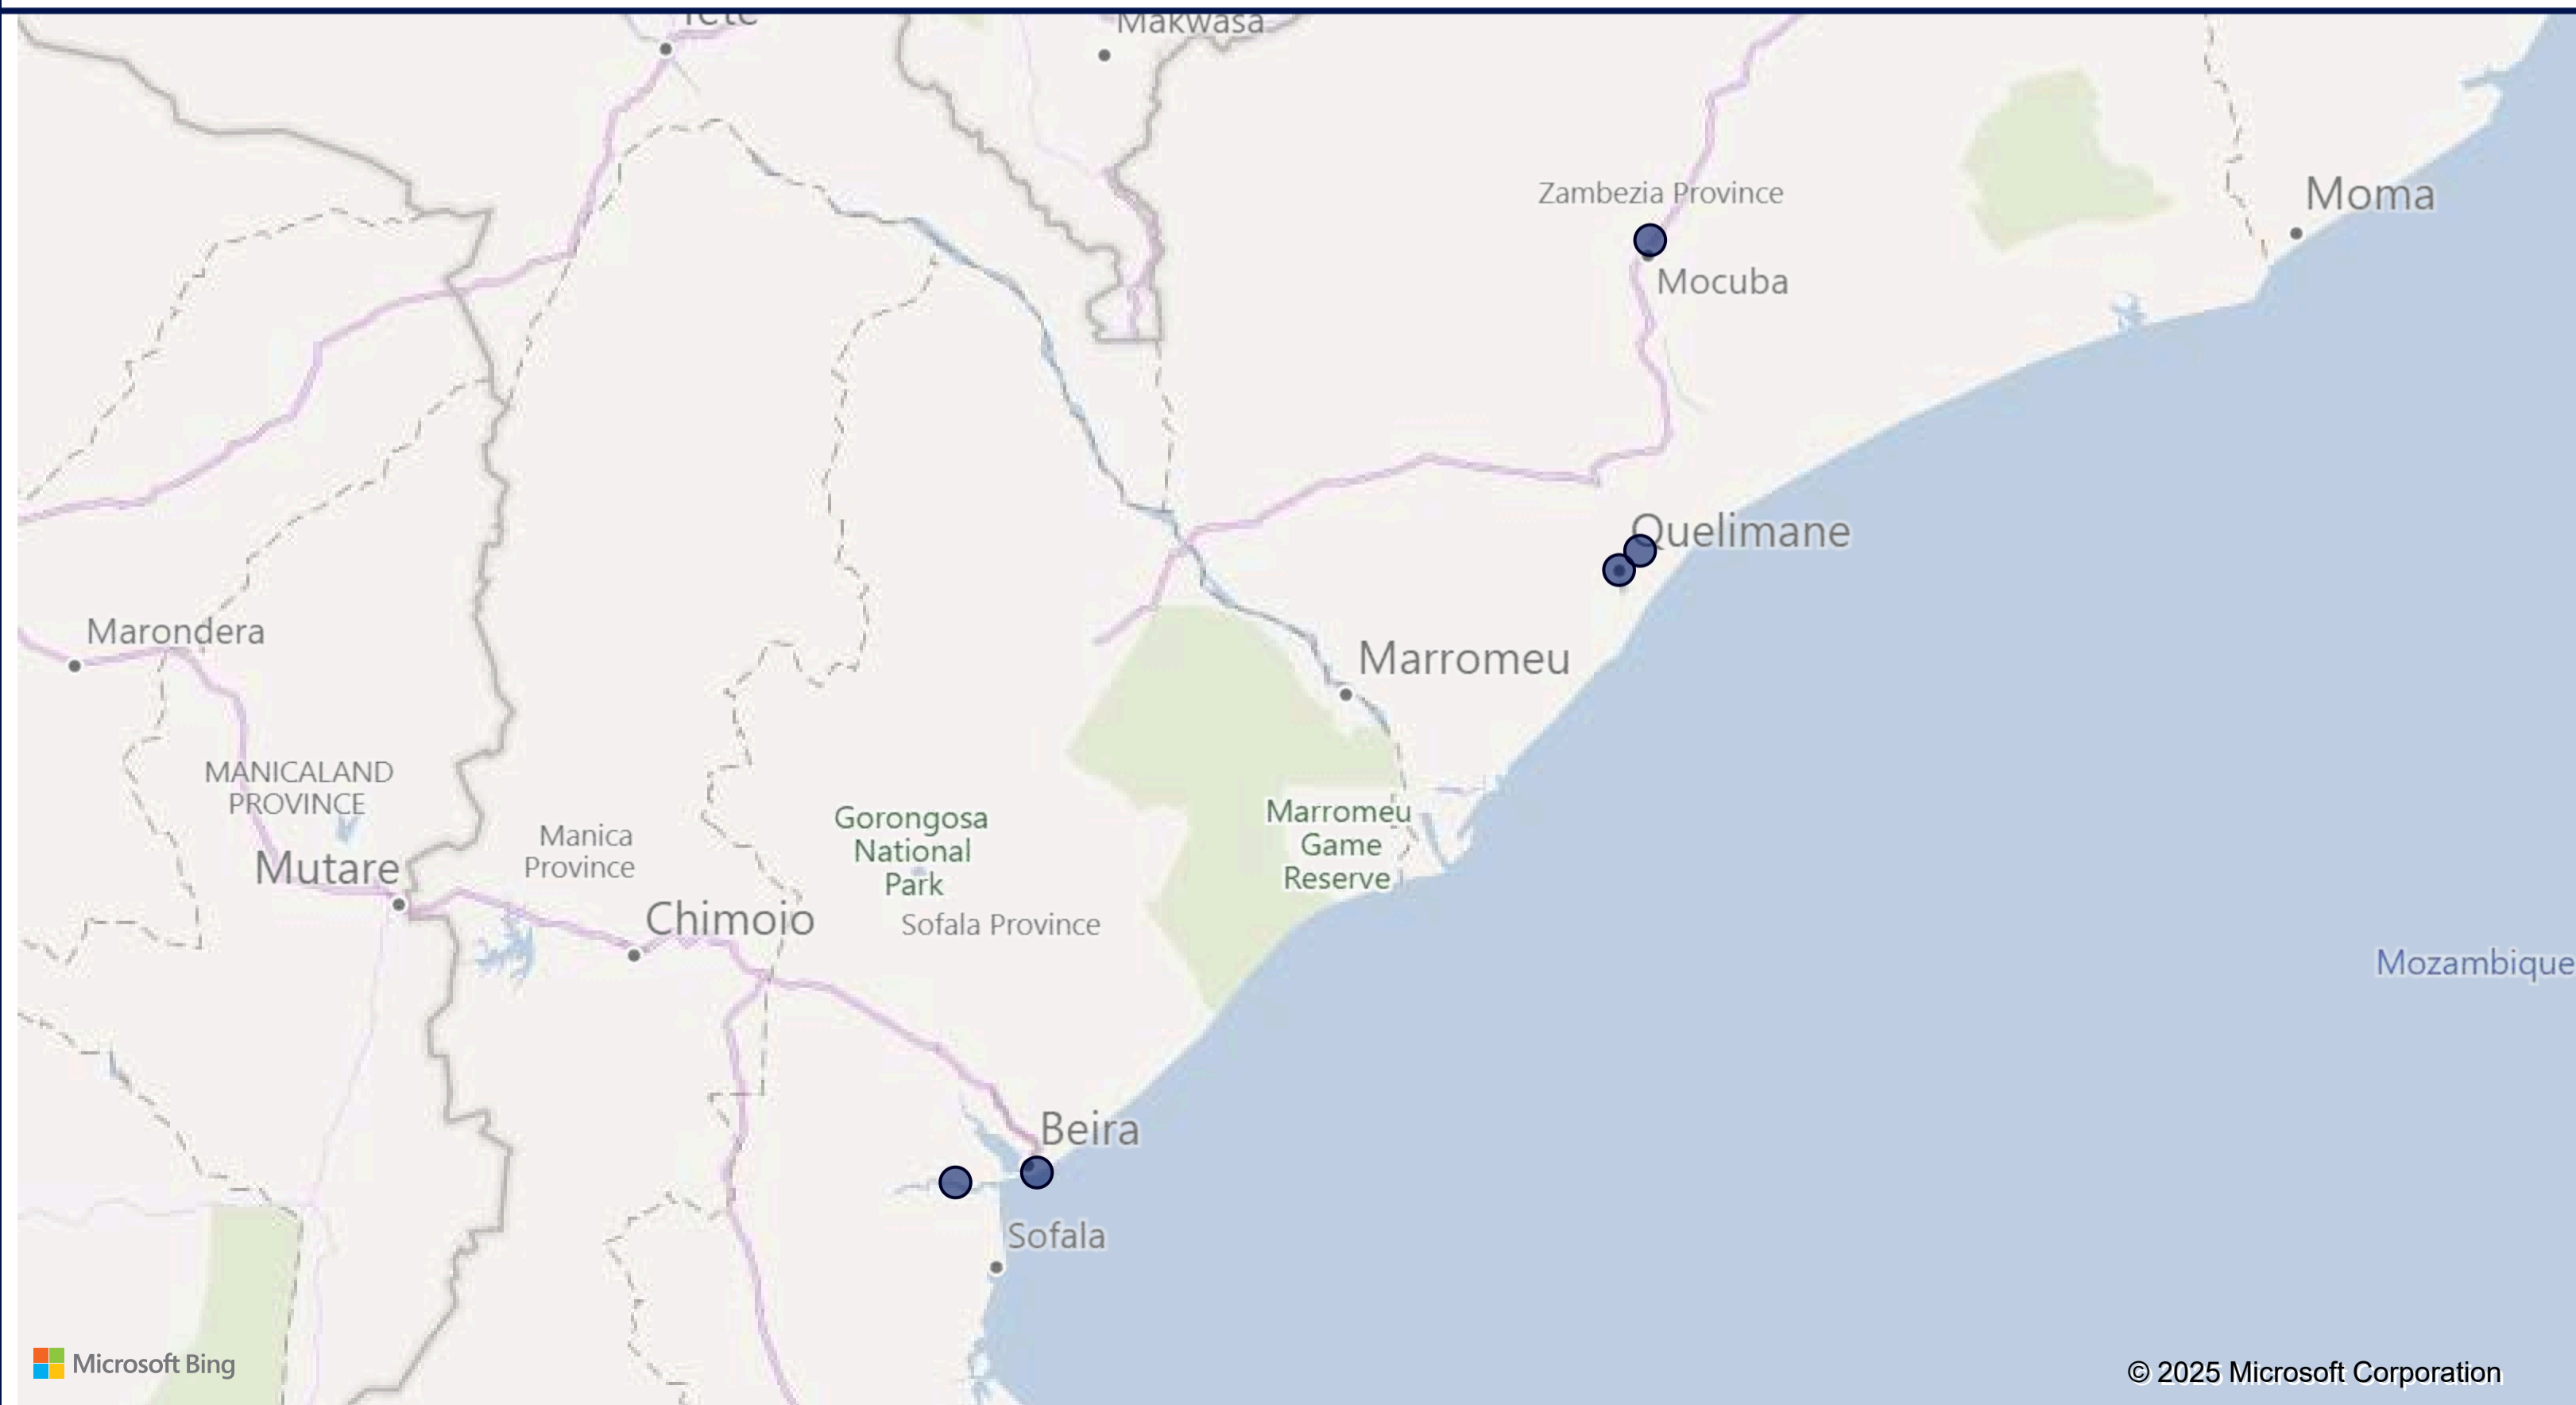 Tete
Makwasa
Zambezia Province
Moma
Mocuba
Quelimane
Marondera
Marromeu
MANICALAND
PROVINCE
Manica
Province
Gorongosa
National
Park
Marromeu
Game
Reserve
Mutare
Chimoio
Sofala Province
Mozambique
Beira
Sofala
Microsoft Bing
© 2025 Microsoft Corporation